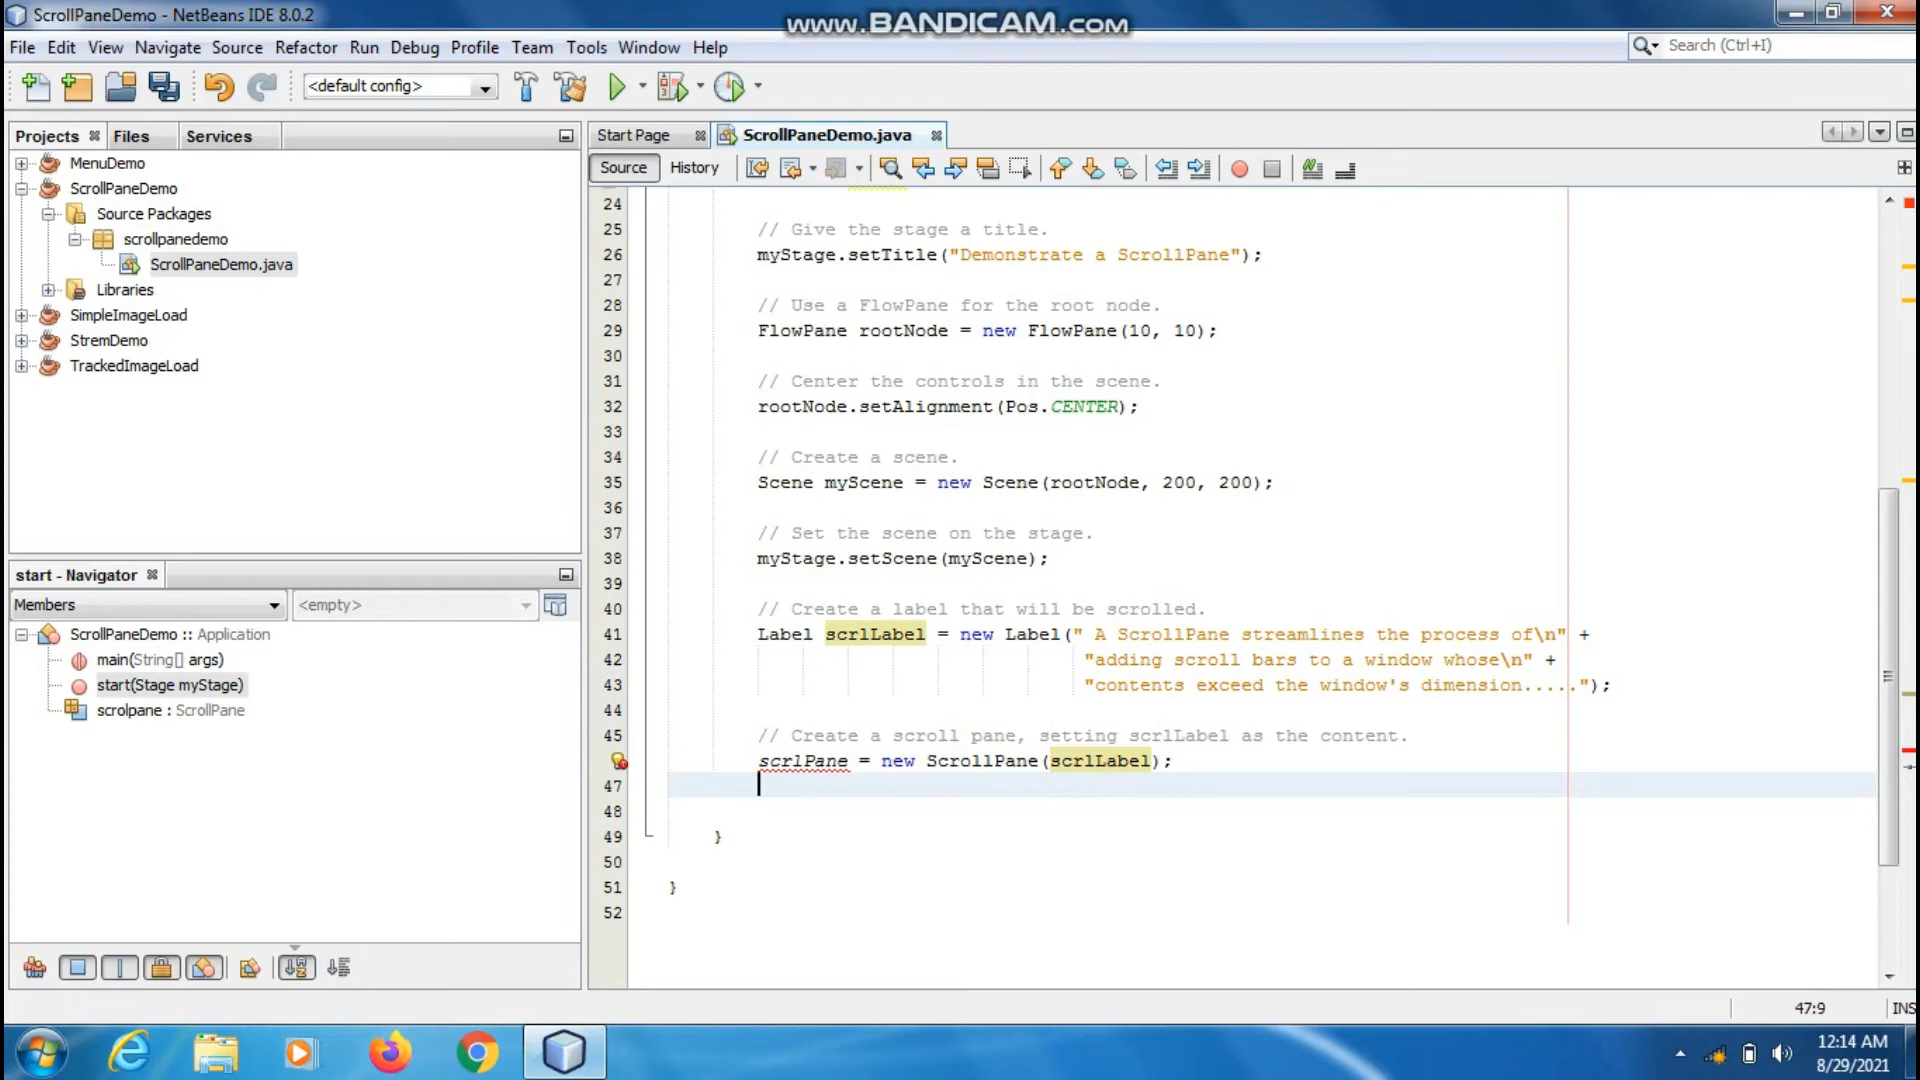 ScrollPaneDemo - NetBeans IDE 8.0.2
www.BANDICAM.com
File Edit View Navigate Source Refactor Run Debug Profile Team Tools Window Help
Search (Ctrl+I)
<default config>
Projects Files Services
Start Page ScrollPaneDemo.java
Source History
MenuDemo
ScrollPaneDemo
Source Packages
scrollpanedemo
ScrollPaneDemo.java
Libraries
SimpleImageLoad
StremDemo
TrackedImageLoad
start - Navigator
Members <empty>
ScrollPaneDemo :: Application
main(String[] args)
start(Stage myStage)
scrolpane : ScrollPane
24
25 // Give the stage a title.
26 myStage.setTitle("Demonstrate a ScrollPane");
27
28 // Use a FlowPane for the root node.
29 FlowPane rootNode = new FlowPane(10, 10);
30
31 // Center the controls in the scene.
32 rootNode.setAlignment(Pos.CENTER);
33
34 // Create a scene.
35 Scene myScene = new Scene(rootNode, 200, 200);
36
37 // Set the scene on the stage.
38 myStage.setScene(myScene);
39
40 // Create a label that will be scrolled.
41 Label scrlLabel = new Label(" A ScrollPane streamlines the process of\n" +
42 "adding scroll bars to a window whose\n" +
43 "contents exceed the window's dimension.....");
44
45 // Create a scroll pane, setting scrlLabel as the content.
scrlPane = new ScrollPane(scrlLabel);
47
48
49 }
50
51 }
52
47:9 INS
12:14 AM
8/29/2021